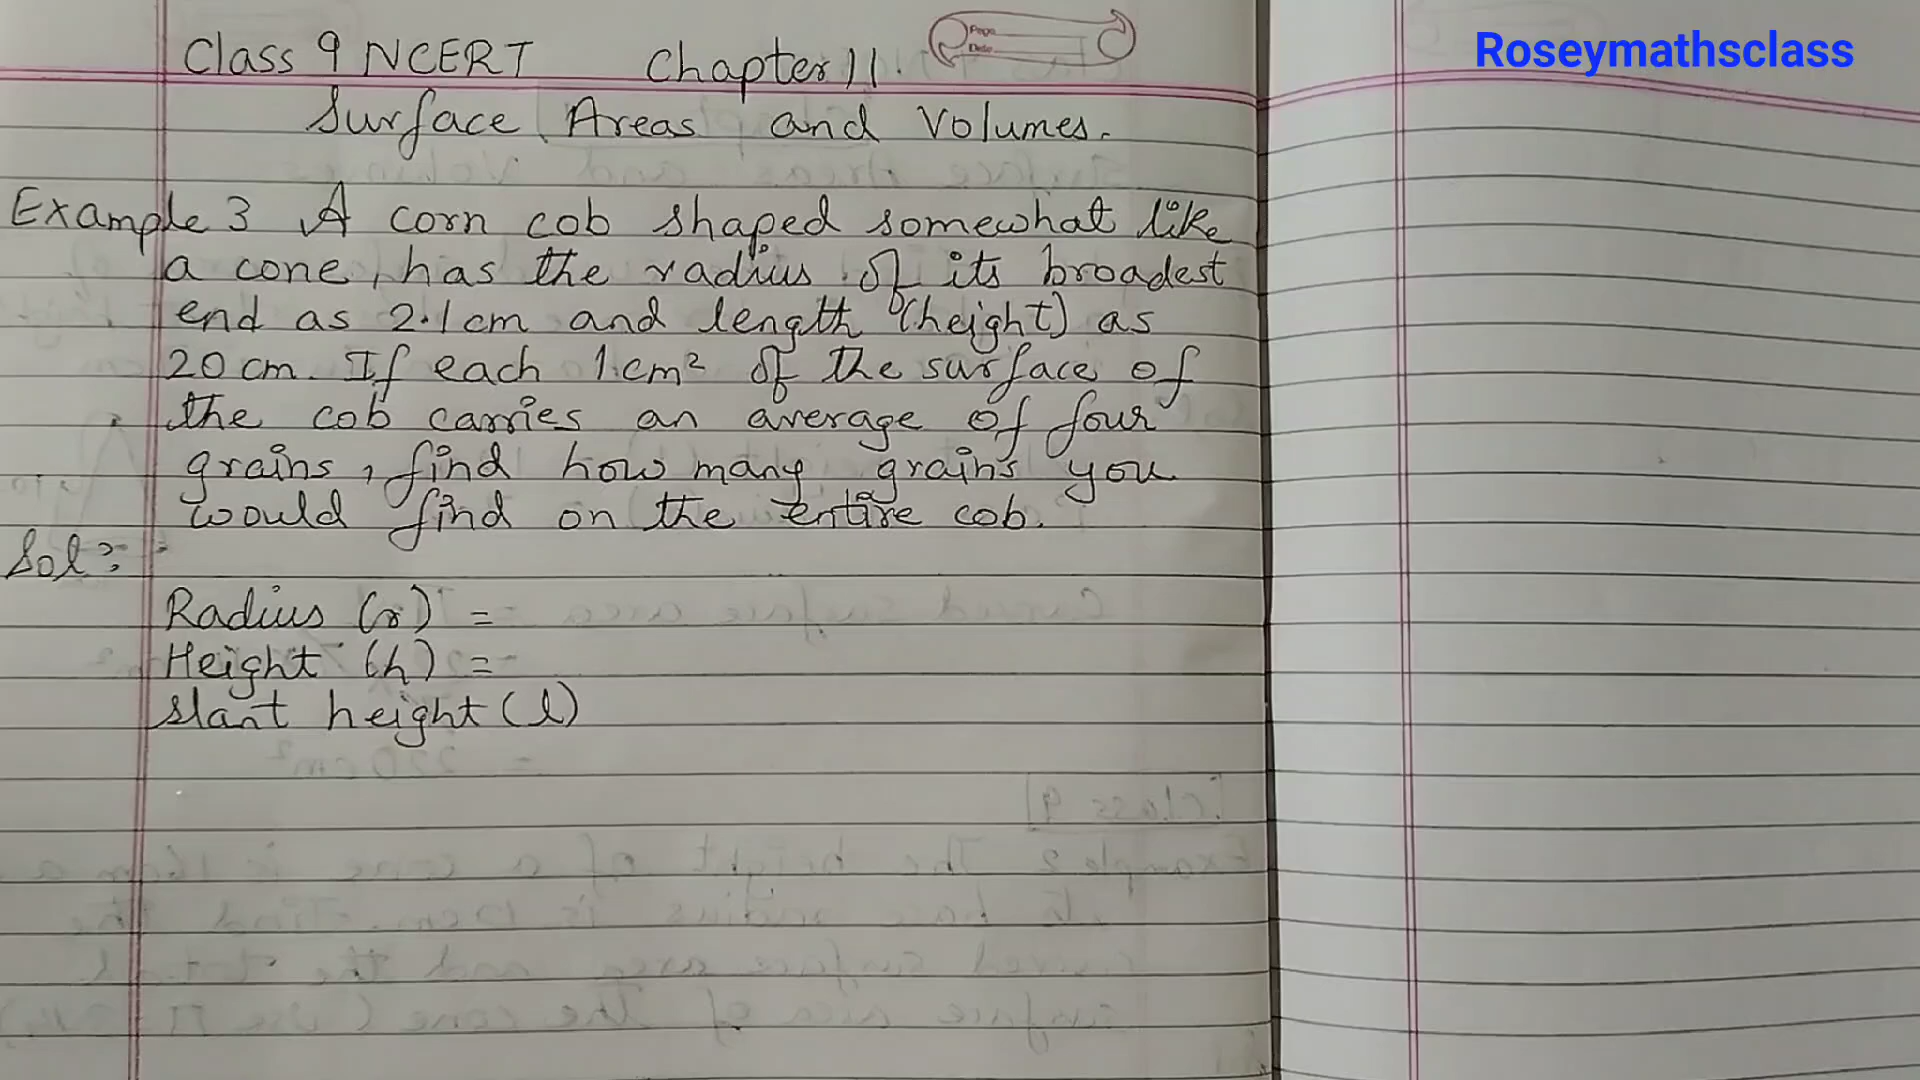 Class 9 NCERT Chapter 11.
Page
Date
Roseymathsclass
Surface Areas and Volumes.
Example 3 A corn cob shaped somewhat like
a cone, has the radius of its broadest
end as 2.1cm and length (height) as
20 cm. If each 1 cm² of the surface of
the cob carries an average of four
grains, find how many grains you
would find on the entire cob.
Sol:
Radius (r) =
Height (h) =
slant height (l)